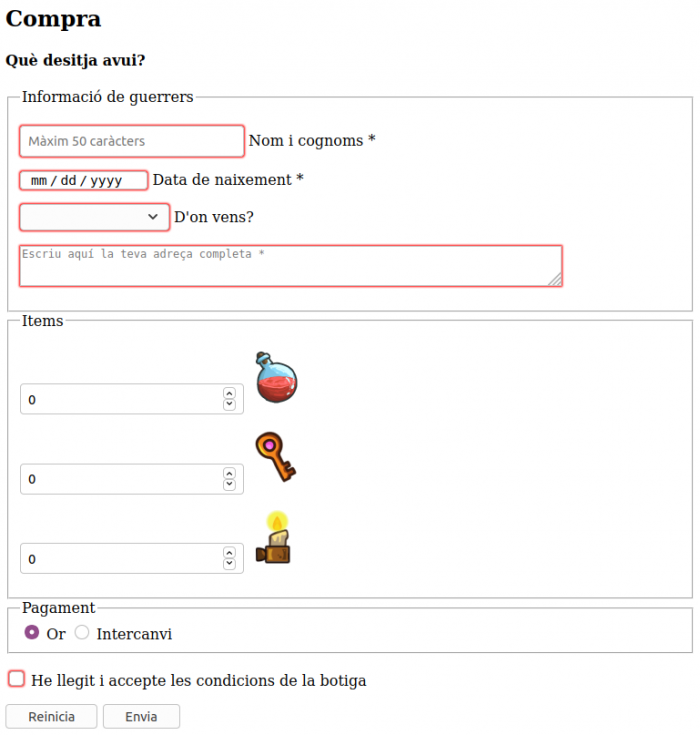 Compra
Què desitja avui?
Informació de guerrers
Màxim 50 caràcters Nom i cognoms *
mm / dd / yyyy Data de naixement *
D'on vens?
Escriu aquí la teva adreça completa *
Items
0
0
0
Pagament
Or Intercanvi
He llegit i accepte les condicions de la botiga
Reinicia Envia